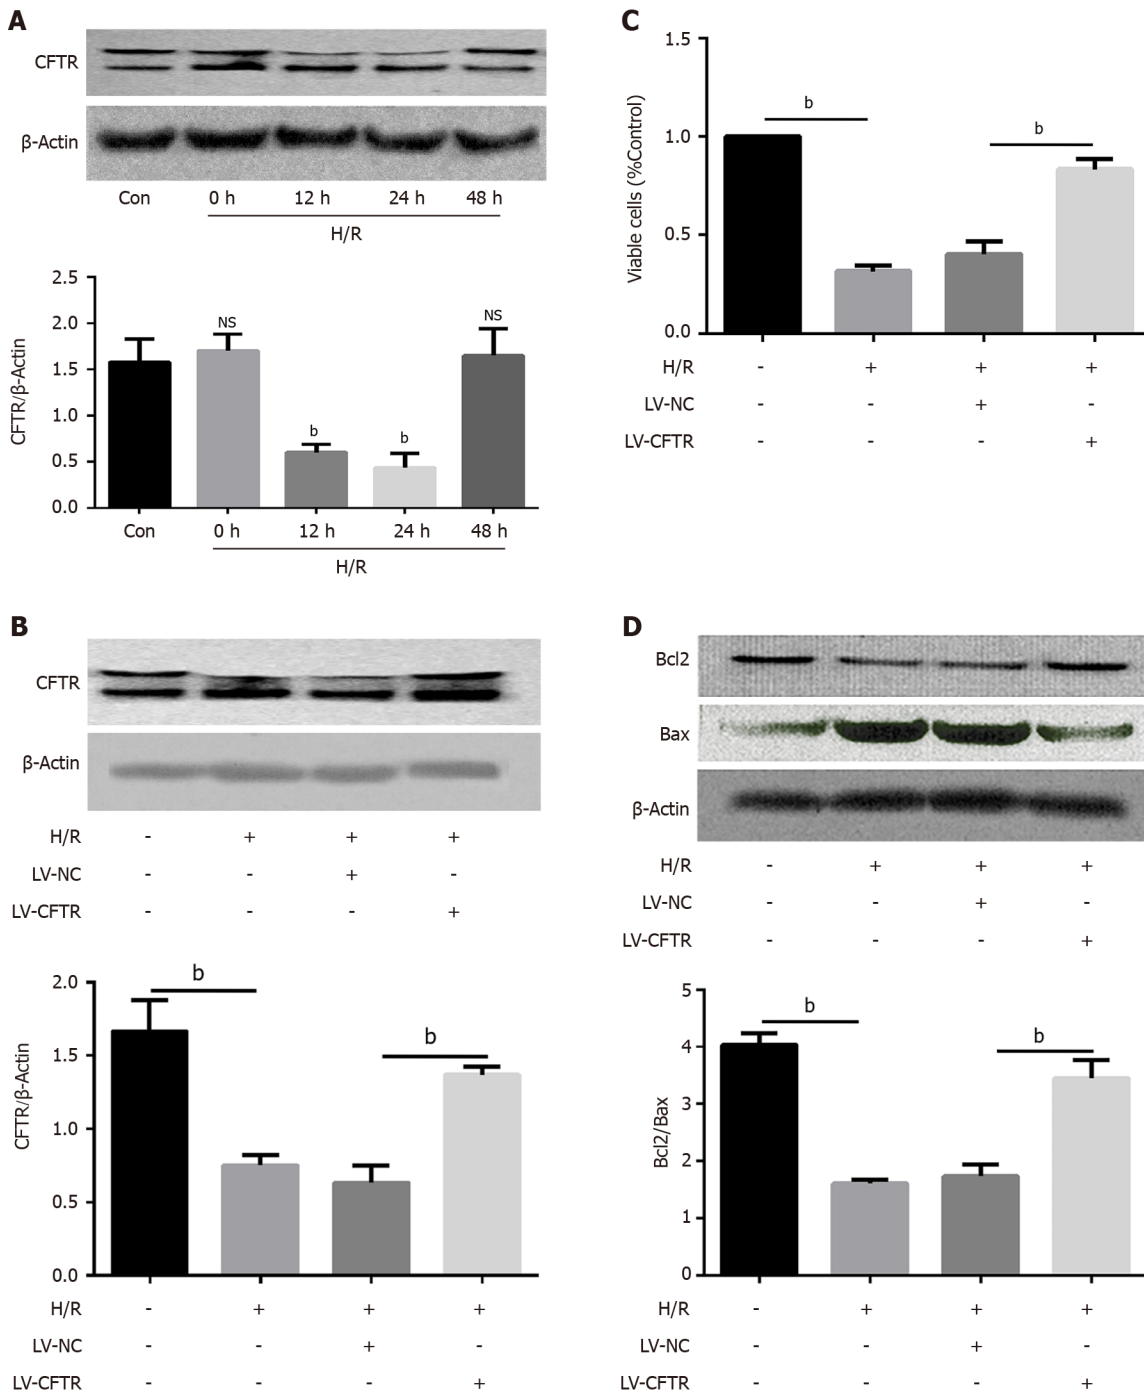 A
CFTR
β-Actin
Con 0 h 12 h 24 h 48 h
H/R
2.5
2.0
1.5
1.0
0.5
0.0
CFTR/β-Actin
NS
b
b
NS
Con 0 h 12 h 24 h 48 h
H/R
B
CFTR
β-Actin
H/R - + + +
LV-NC - - + -
LV-CFTR - - - +
2.0
1.5
1.0
0.5
0.0
CFTR/β-Actin
b
b
H/R - + + +
LV-NC - - + -
LV-CFTR - - - +
C
1.5
1.0
0.5
0.0
Viable cells (%Control)
b
b
H/R - + + +
LV-NC - - + -
LV-CFTR - - - +
D
Bcl2
Bax
β-Actin
H/R - + + +
LV-NC - - + -
LV-CFTR - - - +
5
4
3
2
1
0
Bcl2/Bax
b
b
H/R - + + +
LV-NC - - + -
LV-CFTR - - - +